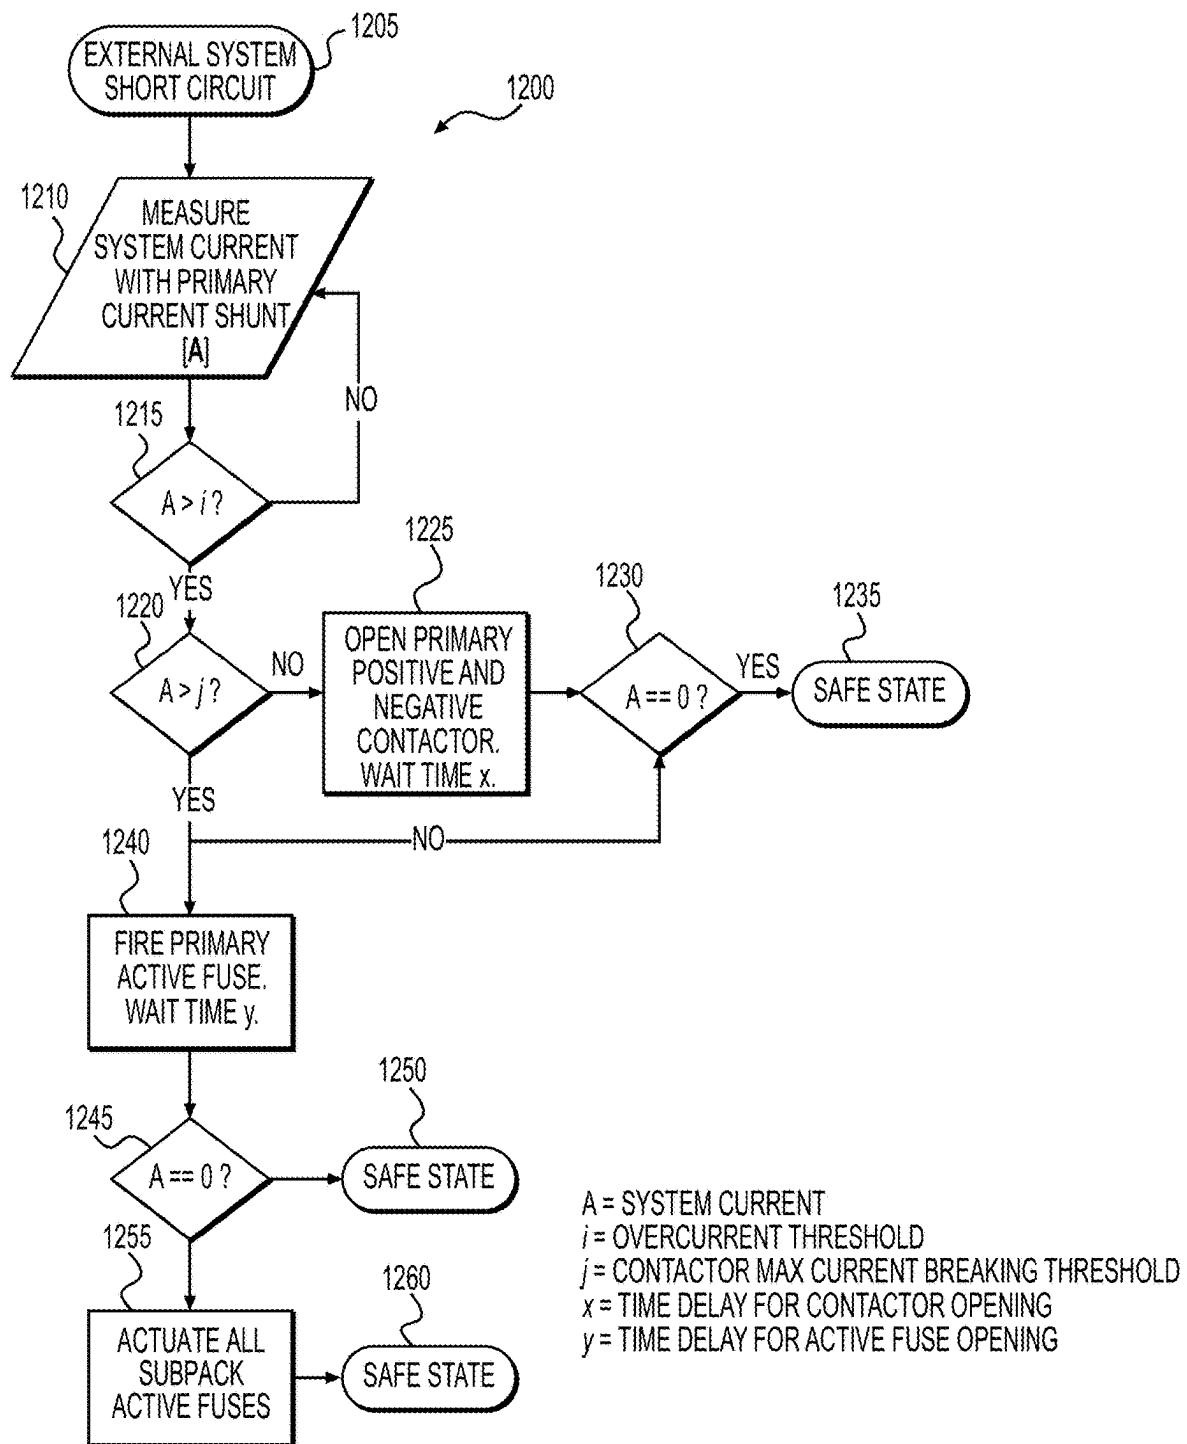 1205
EXTERNAL SYSTEM
SHORT CIRCUIT
1200
1210
MEASURE
SYSTEM CURRENT
WITH PRIMARY
CURRENT SHUNT
[A]
NO
1215
A > i ?
YES
1220
A > j ?
NO
1225
OPEN PRIMARY
POSITIVE AND
NEGATIVE
CONTACTOR.
WAIT TIME x.
1230
A == 0 ?
YES
1235
SAFE STATE
YES
NO
1240
FIRE PRIMARY
ACTIVE FUSE.
WAIT TIME y.
1245
A == 0 ?
1250
SAFE STATE
1255
ACTUATE ALL
SUBPACK
ACTIVE FUSES
1260
SAFE STATE
A = SYSTEM CURRENT
i = OVERCURRENT THRESHOLD
j = CONTACTOR MAX CURRENT BREAKING THRESHOLD
x = TIME DELAY FOR CONTACTOR OPENING
y = TIME DELAY FOR ACTIVE FUSE OPENING